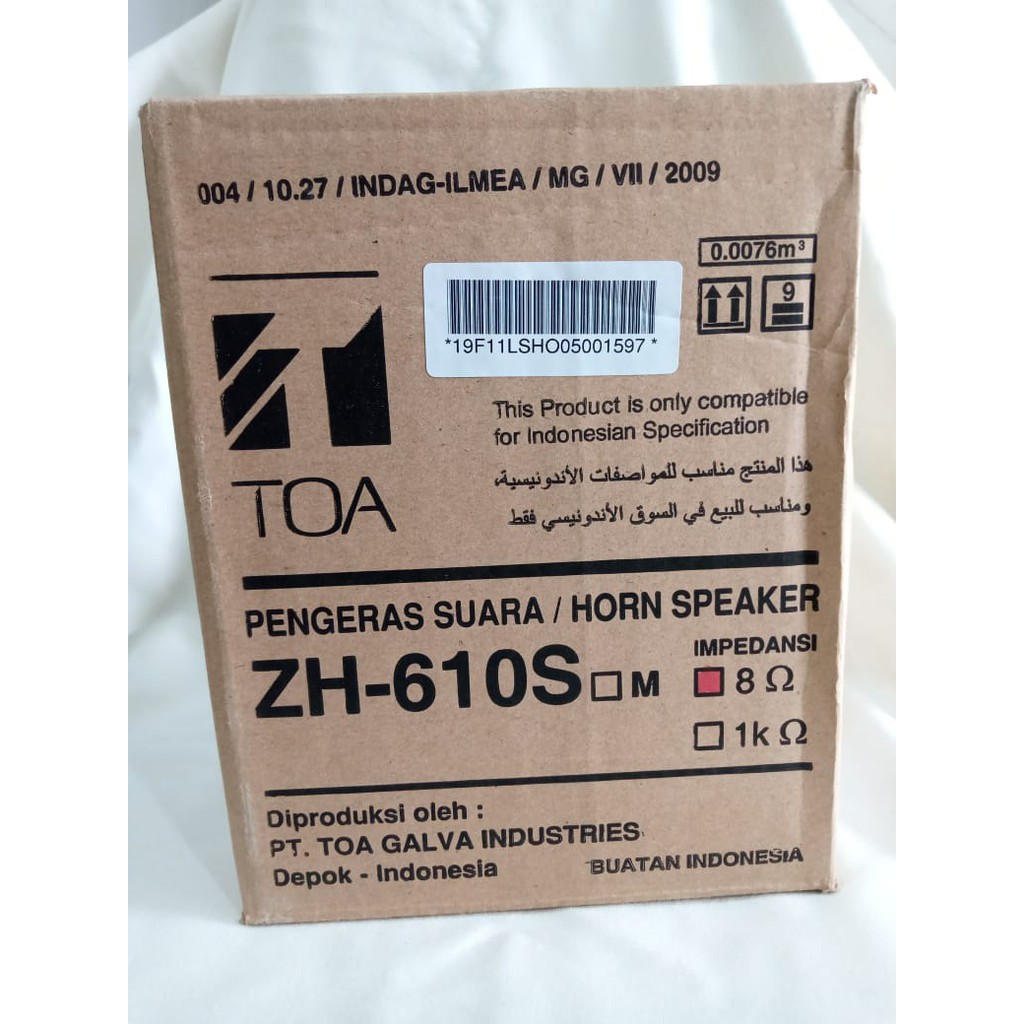 004 / 10.27 / INDAG-ILMEA / MG / VII / 2009
0.0076m³
9
*19F11LSHO05001597*
TOA
This Product is only compatible
for Indonesian Specification
هذا المنتج مناسب للمواصفات الأندونيسية،
ومناسب للبيع في السوق الأندونيسي فقط
PENGERAS SUARA / HORN SPEAKER
ZH-610S □ M
IMPEDANSI
8 Ω
1k Ω
Diproduksi oleh :
PT. TOA GALVA INDUSTRIES
Depok - Indonesia
BUATAN INDONESIA